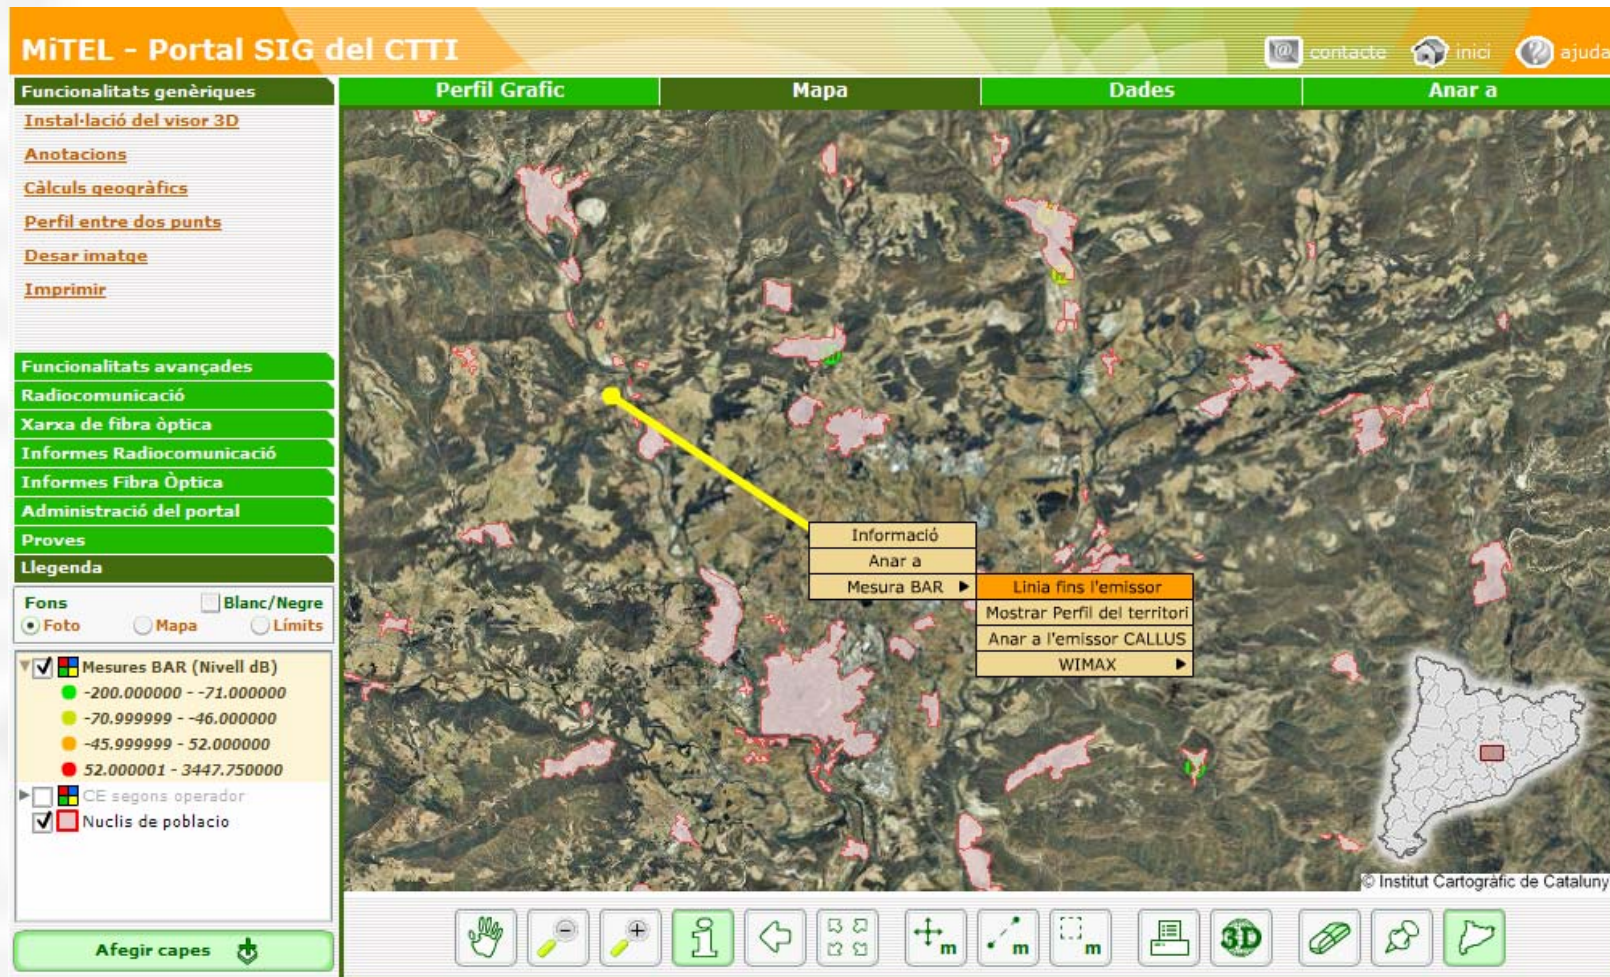 MiTEL - Portal SIG del CTTI
contacte
inici
ajuda
Funcionalitats genèriques
Perfil Grafic
Mapa
Dades
Anar a
Instal·lació del visor 3D
Anotacions
Càlculs geogràfics
Perfil entre dos punts
Desar imatge
Imprimir
Funcionalitats avançades
Radiocomunicació
Xarxa de fibra òptica
Informes Radiocomunicació
Informes Fibra Òptica
Administració del portal
Proves
Llegenda
Fons
Blanc/Negre
Foto
Mapa
Límits
Mesures BAR (Nivell dB)
-200.000000 - -71.000000
-70.999999 - -46.000000
-45.999999 - 52.000000
52.000001 - 3447.750000
CE segons operador
Nuclis de poblacio
Afegir capes
Informació
Anar a
Mesura BAR
Linia fins l'emissor
Mostrar Perfil del territori
Anar a l'emissor CALLUS
WIMAX
© Institut Cartogràfic de Cataluny
m
m
m
3D